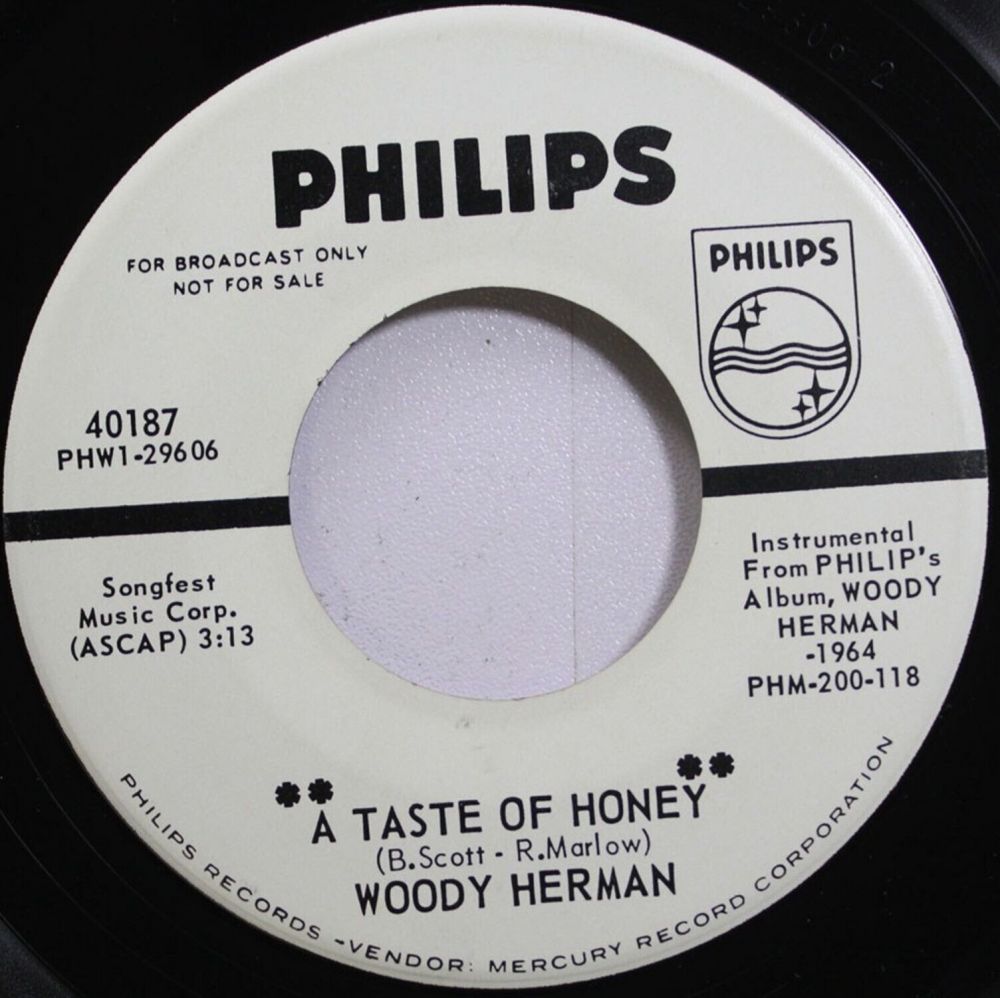 PHILIPS
FOR BROADCAST ONLY
NOT FOR SALE
PHILIPS
40187
PHW1-29606
Songfest
Music Corp.
(ASCAP) 3:13
Instrumental
From PHILIP's
Album, WOODY
HERMAN
-1964
PHM-200-118
** A TASTE OF HONEY **
(B.Scott - R.Marlow)
WOODY HERMAN
PHILIPS RECORDS -VENDOR: MERCURY RECORD CORPORATION